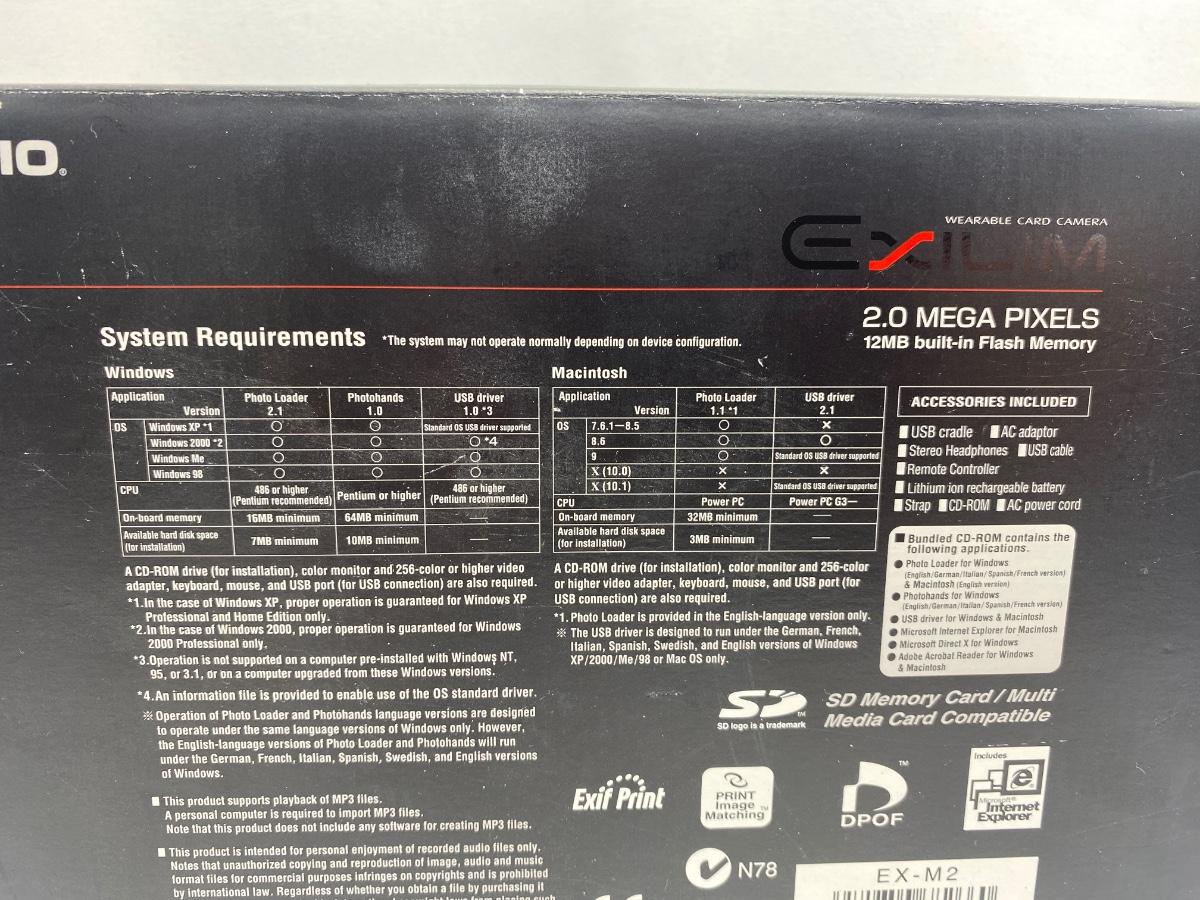 IO®
WEARABLE CARD CAMERA
EXILIM
2.0 MEGA PIXELS
12MB built-in Flash Memory
System Requirements *The system may not operate normally depending on device configuration.
Windows
Application Version Photo Loader 2.1 Photohands 1.0 USB driver 1.0 *3
OS Windows XP *1 ○ ○ Standard OS USB driver supported
Windows 2000 *2 ○ ○ ○ *4
Windows Me ○ ○ ○
Windows 98 ○ ○ ○
CPU 486 or higher (Pentium recommended) Pentium or higher 486 or higher (Pentium recommended)
On-board memory 16MB minimum 64MB minimum —
Available hard disk space (for installation) 7MB minimum 10MB minimum —
A CD-ROM drive (for installation), color monitor and 256-color or higher video
adapter, keyboard, mouse, and USB port (for USB connection) are also required.
*1.In the case of Windows XP, proper operation is guaranteed for Windows XP
Professional and Home Edition only.
*2.In the case of Windows 2000, proper operation is guaranteed for Windows
2000 Professional only.
*3.Operation is not supported on a computer pre-installed with Windows NT,
95, or 3.1, or on a computer upgraded from these Windows versions.
*4.An information file is provided to enable use of the OS standard driver.
※ Operation of Photo Loader and Photohands language versions are designed
to operate under the same language versions of Windows only. However,
the English-language versions of Photo Loader and Photohands will run
under the German, French, Italian, Spanish, Swedish, and English versions
of Windows.
■ This product supports playback of MP3 files.
A personal computer is required to import MP3 files.
Note that this product does not include any software for creating MP3 files.
■ This product is intended for personal enjoyment of recorded audio files only.
Notes that unauthorized copying and reproduction of image, audio and music
format files for commercial purposes infringes on copyrights and is prohibited
by international law. Regardless of whether you obtain a file by purchasing it
Macintosh
Application Version Photo Loader 1.1 *1 USB driver 2.1
OS 7.6.1—8.5 ○ ×
8.6 ○ ○
9 ○ Standard OS USB driver supported
X (10.0) × ×
X (10.1) × Standard OS USB driver supported
CPU Power PC Power PC G3—
On-board memory 32MB minimum —
Available hard disk space (for installation) 3MB minimum —
A CD-ROM drive (for installation), color monitor and 256-color
or higher video adapter, keyboard, mouse, and USB port (for
USB connection) are also required.
*1. Photo Loader is provided in the English-language version only.
※ The USB driver is designed to run under the German, French,
Italian, Spanish, Swedish, and English versions of Windows
XP/2000/Me/98 or Mac OS only.
ACCESSORIES INCLUDED
■ USB cradle ■ AC adaptor
■ Stereo Headphones ■ USB cable
■ Remote Controller
■ Lithium ion rechargeable battery
■ Strap ■ CD-ROM ■ AC power cord
■ Bundled CD-ROM contains the
following applications.
● Photo Loader for Windows
(English/German/Italian/Spanish/French version)
& Macintosh (English version)
● Photohands for Windows
(English/German/Italian/Spanish/French version)
● USB driver for Windows & Macintosh
● Microsoft Internet Explorer for Macintosh
● Microsoft Direct X for Windows
● Adobe Acrobat Reader for Windows
& Macintosh
SD™
SD logo is a trademark
SD Memory Card / Multi
Media Card Compatible
Exif Print
PRINT
Image
Matching™
DPOF™
Includes
Microsoft®
Internet
Explorer
N78
EX-M2